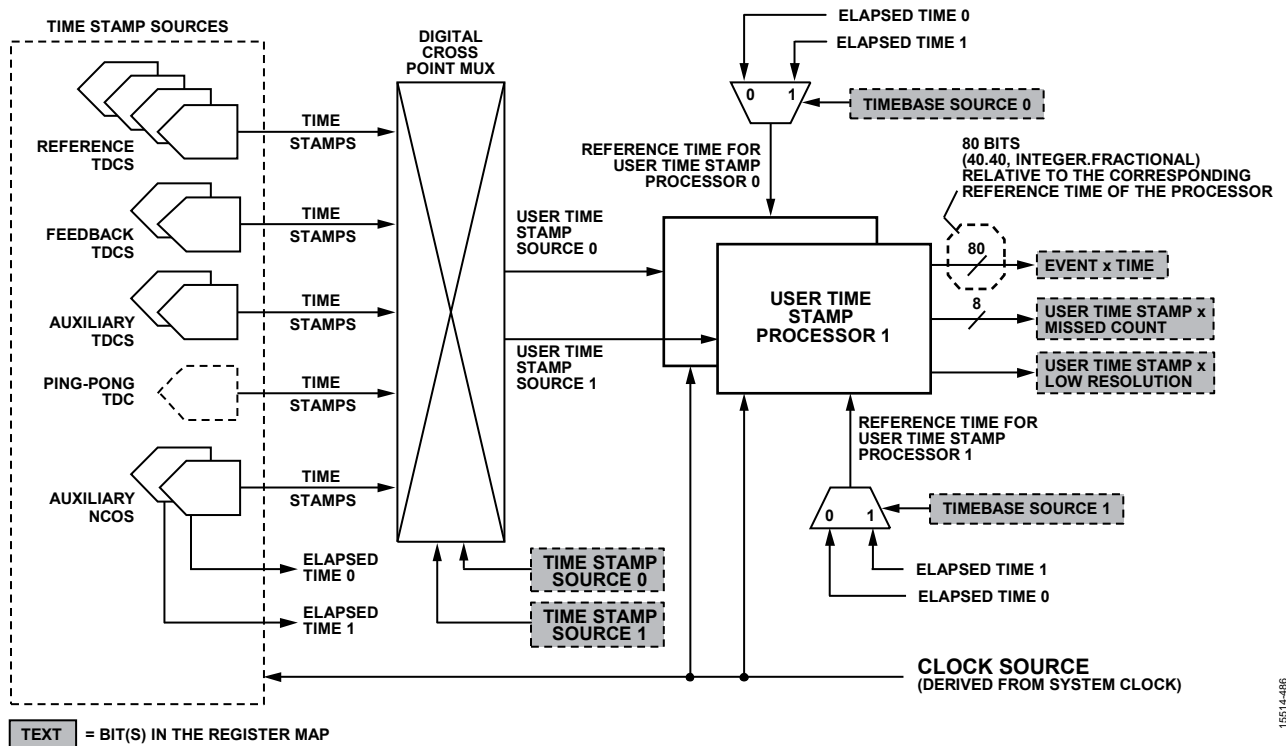 TIME STAMP SOURCES
REFERENCE
TDCS
FEEDBACK
TDCS
AUXILIARY
TDCS
PING-PONG
TDC
AUXILIARY
NCOS
TIME
STAMPS
TIME
STAMPS
TIME
STAMPS
TIME
STAMPS
TIME
STAMPS
ELAPSED
TIME 0
ELAPSED
TIME 1
DIGITAL
CROSS
POINT MUX
USER TIME
STAMP
SOURCE 0
USER TIME
STAMP
SOURCE 1
TIME STAMP
SOURCE 0
TIME STAMP
SOURCE 1
ELAPSED TIME 0
ELAPSED TIME 1
0 1
TIMEBASE SOURCE 0
REFERENCE TIME FOR
USER TIME STAMP
PROCESSOR 0
80 BITS
(40.40, INTEGER.FRACTIONAL)
RELATIVE TO THE CORRESPONDING
REFERENCE TIME OF THE PROCESSOR
USER TIME
STAMP
PROCESSOR 1
80
EVENT x TIME
8
USER TIME STAMP x
MISSED COUNT
USER TIME STAMP x
LOW RESOLUTION
REFERENCE TIME FOR
USER TIME STAMP
PROCESSOR 1
0 1
TIMEBASE SOURCE 1
ELAPSED TIME 1
ELAPSED TIME 0
CLOCK SOURCE
(DERIVED FROM SYSTEM CLOCK)
TEXT = BIT(S) IN THE REGISTER MAP
15514-486